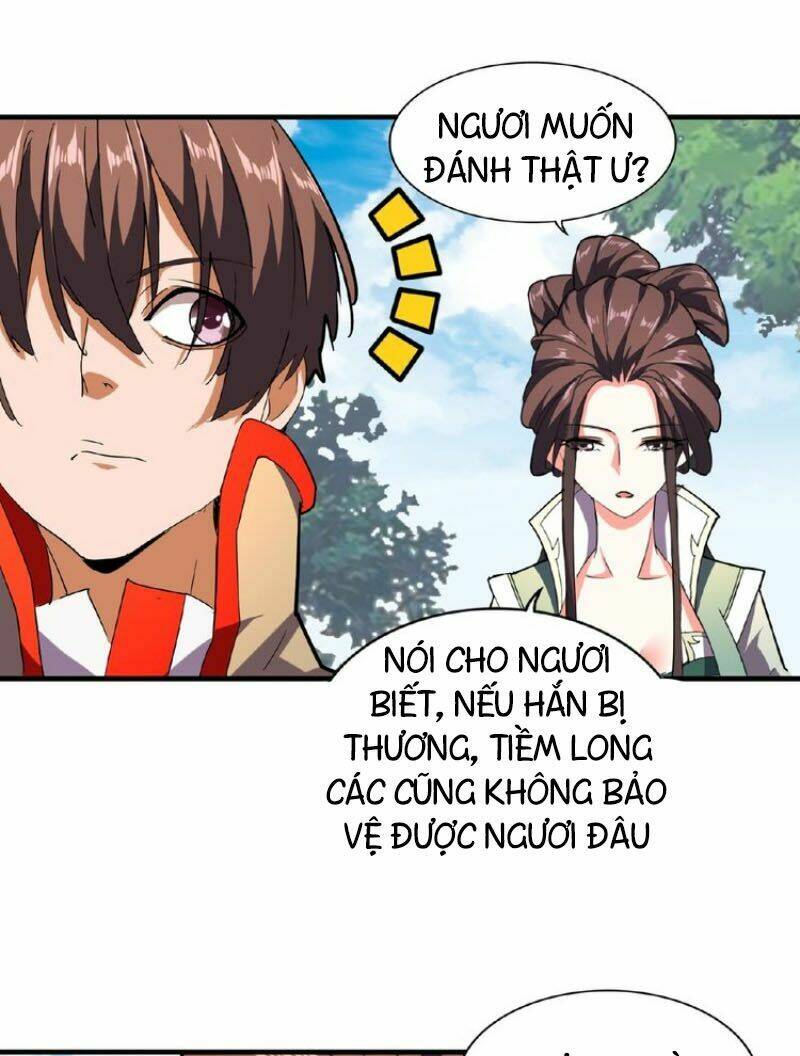 NGƯƠI MUỐN
ĐÁNH THẬT Ư?
NÓI CHO NGƯƠI
BIẾT, NẾU HẮN BỊ
THƯƠNG, TIỀM LONG
CÁC CŨNG KHÔNG BẢO
VỆ ĐƯỢC NGƯƠI ĐÂU